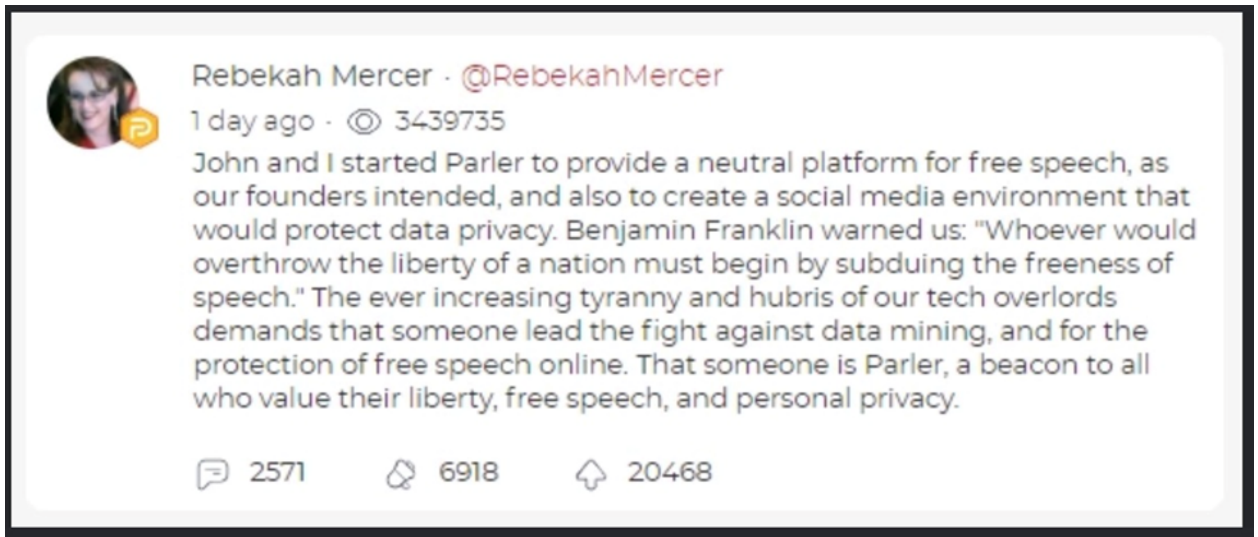 Rebekah Mercer · @RebekahMercer
1 day ago · 3439735
John and I started Parler to provide a neutral platform for free speech, as
our founders intended, and also to create a social media environment that
would protect data privacy. Benjamin Franklin warned us: "Whoever would
overthrow the liberty of a nation must begin by subduing the freeness of
speech." The ever increasing tyranny and hubris of our tech overlords
demands that someone lead the fight against data mining, and for the
protection of free speech online. That someone is Parler, a beacon to all
who value their liberty, free speech, and personal privacy.
2571 6918 20468